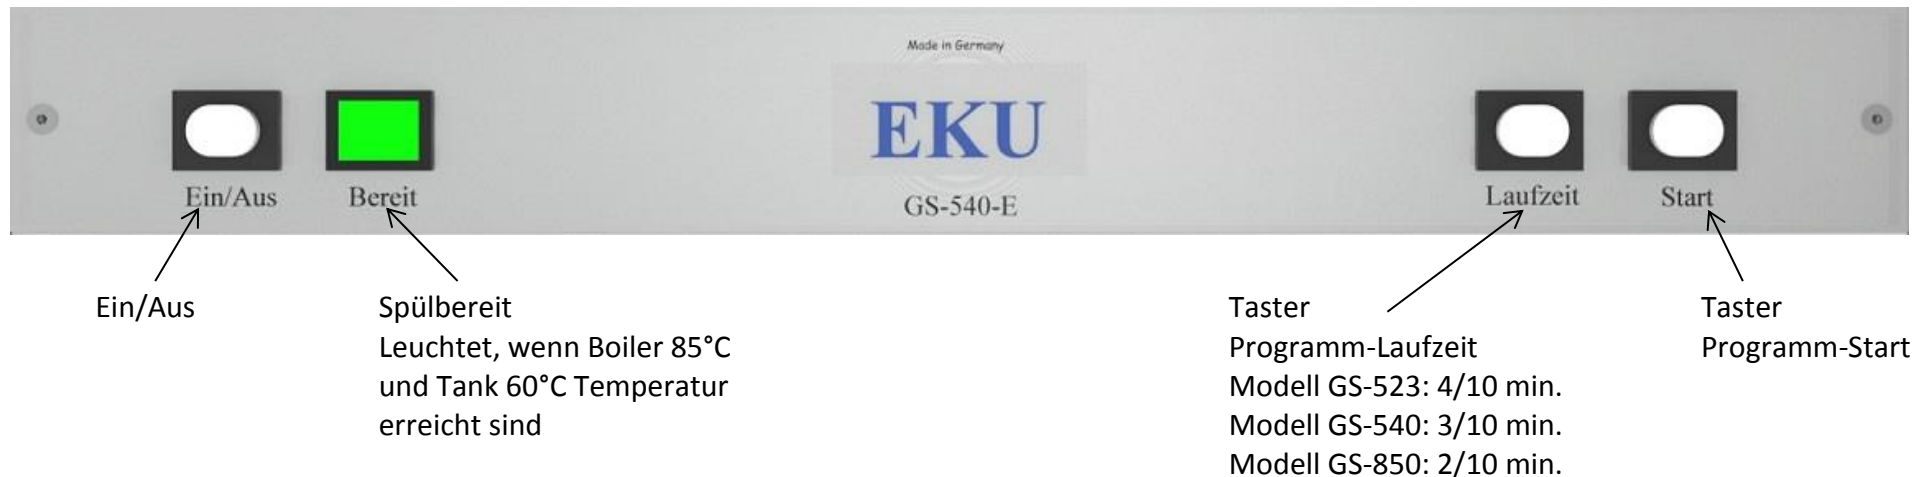 Made in Germany
EKU
Ein/Aus
Bereit
GS-540-E
Laufzeit
Start
Ein/Aus
Spülbereit
Leuchtet, wenn Boiler 85°C
und Tank 60°C Temperatur
erreicht sind
Taster
Programm-Laufzeit
Modell GS-523: 4/10 min.
Modell GS-540: 3/10 min.
Modell GS-850: 2/10 min.
Taster
Programm-Start